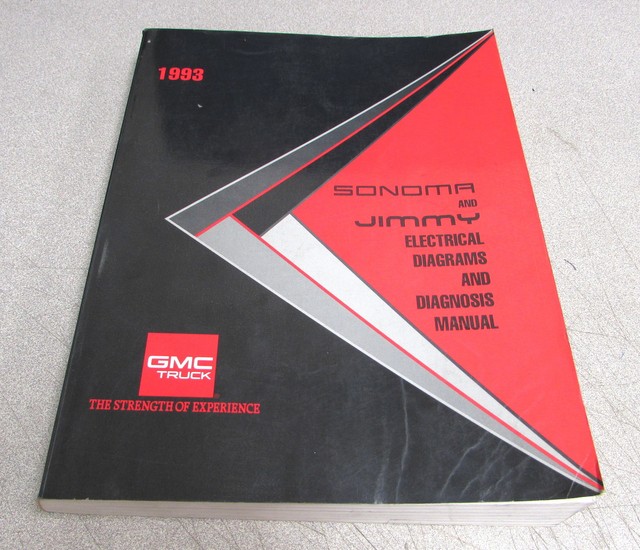 1993
SONOMA
AND
JIMMY
ELECTRICAL
DIAGRAMS
AND
DIAGNOSIS
MANUAL
GMC
TRUCK
THE STRENGTH OF EXPERIENCE